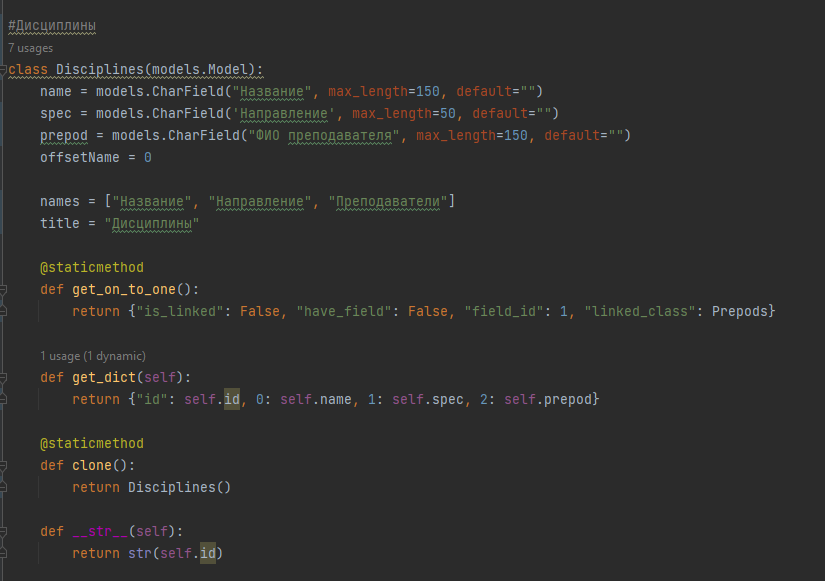 #Дисциплины
7 usages
class Disciplines(models.Model):
    name = models.CharField("Название", max_length=150, default="")
    spec = models.CharField('Направление', max_length=50, default="")
    prepod = models.CharField("ФИО преподавателя", max_length=150, default="")
    offsetName = 0
    names = ["Название", "Направление", "Преподаватели"]
    title = "Дисциплины"
    @staticmethod
    def get_on_to_one():
        return {"is_linked": False, "have_field": False, "field_id": 1, "linked_class": Prepods}
    1 usage (1 dynamic)
    def get_dict(self):
        return {"id": self.id, 0: self.name, 1: self.spec, 2: self.prepod}
    @staticmethod
    def clone():
        return Disciplines()
    def __str__(self):
        return str(self.id)